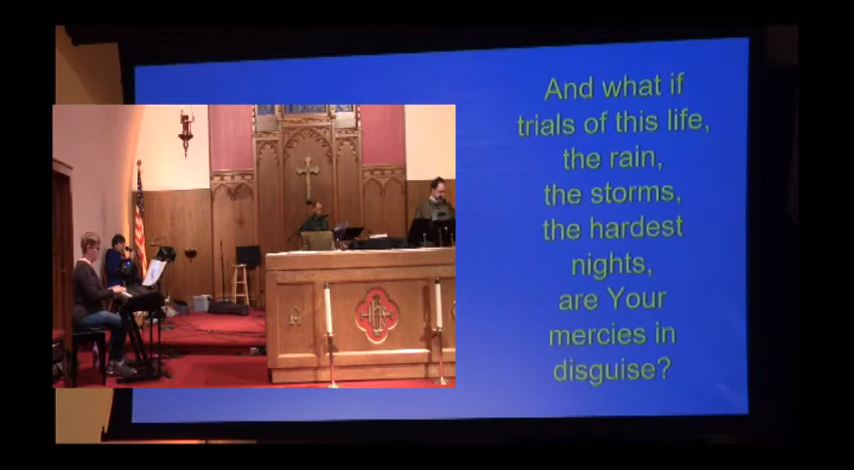 And what if
trials of this life,
the rain,
the storms,
the hardest
nights,
are Your
mercies in
disguise?
IHS